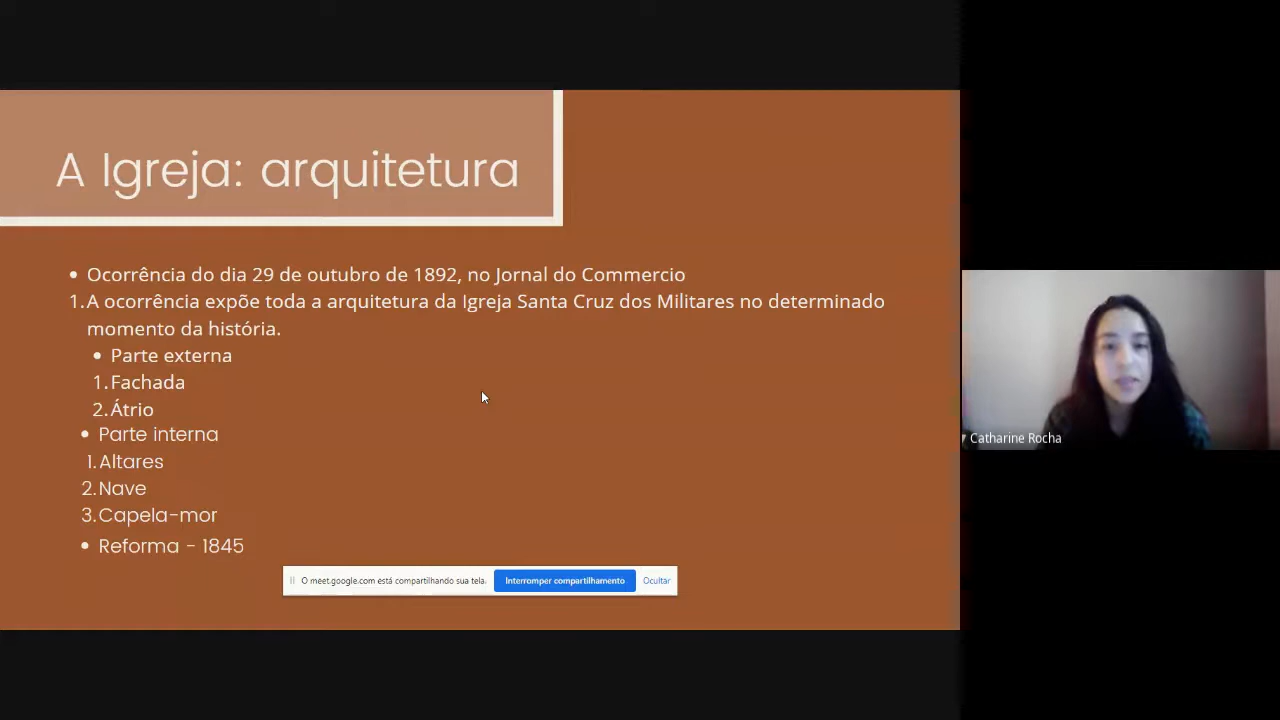 A Igreja: arquitetura
• Ocorrência do dia 29 de outubro de 1892, no Jornal do Commercio
1. A ocorrência expõe toda a arquitetura da Igreja Santa Cruz dos Militares no determinado
momento da história.
• Parte externa
1. Fachada
2. Átrio
• Parte interna
1. Altares
2. Nave
3. Capela-mor
• Reforma - 1845
O meet.google.com está compartilhando sua tela. Interromper compartilhamento Ocultar
Catharine Rocha